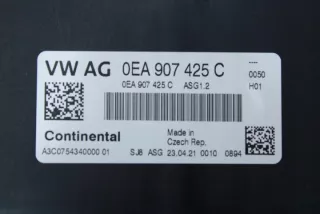 VW AG 0EA 907 425 C
----
0050
0EA 907 425 C ASG1.2 H01
Continental
Made in
Czech Rep.
A3C0754340000 01 SJ8 ASG 23.04.21 0010 0894